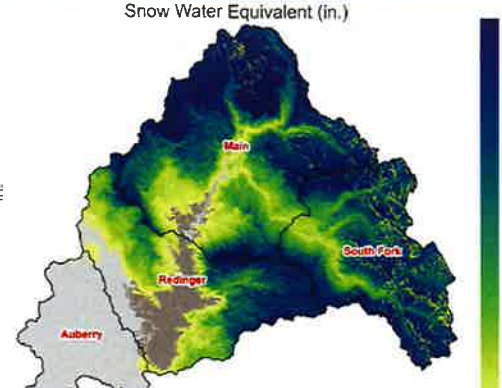 Snow Water Equivalent (in.)
Main
South Fork
Redinger
Auberry